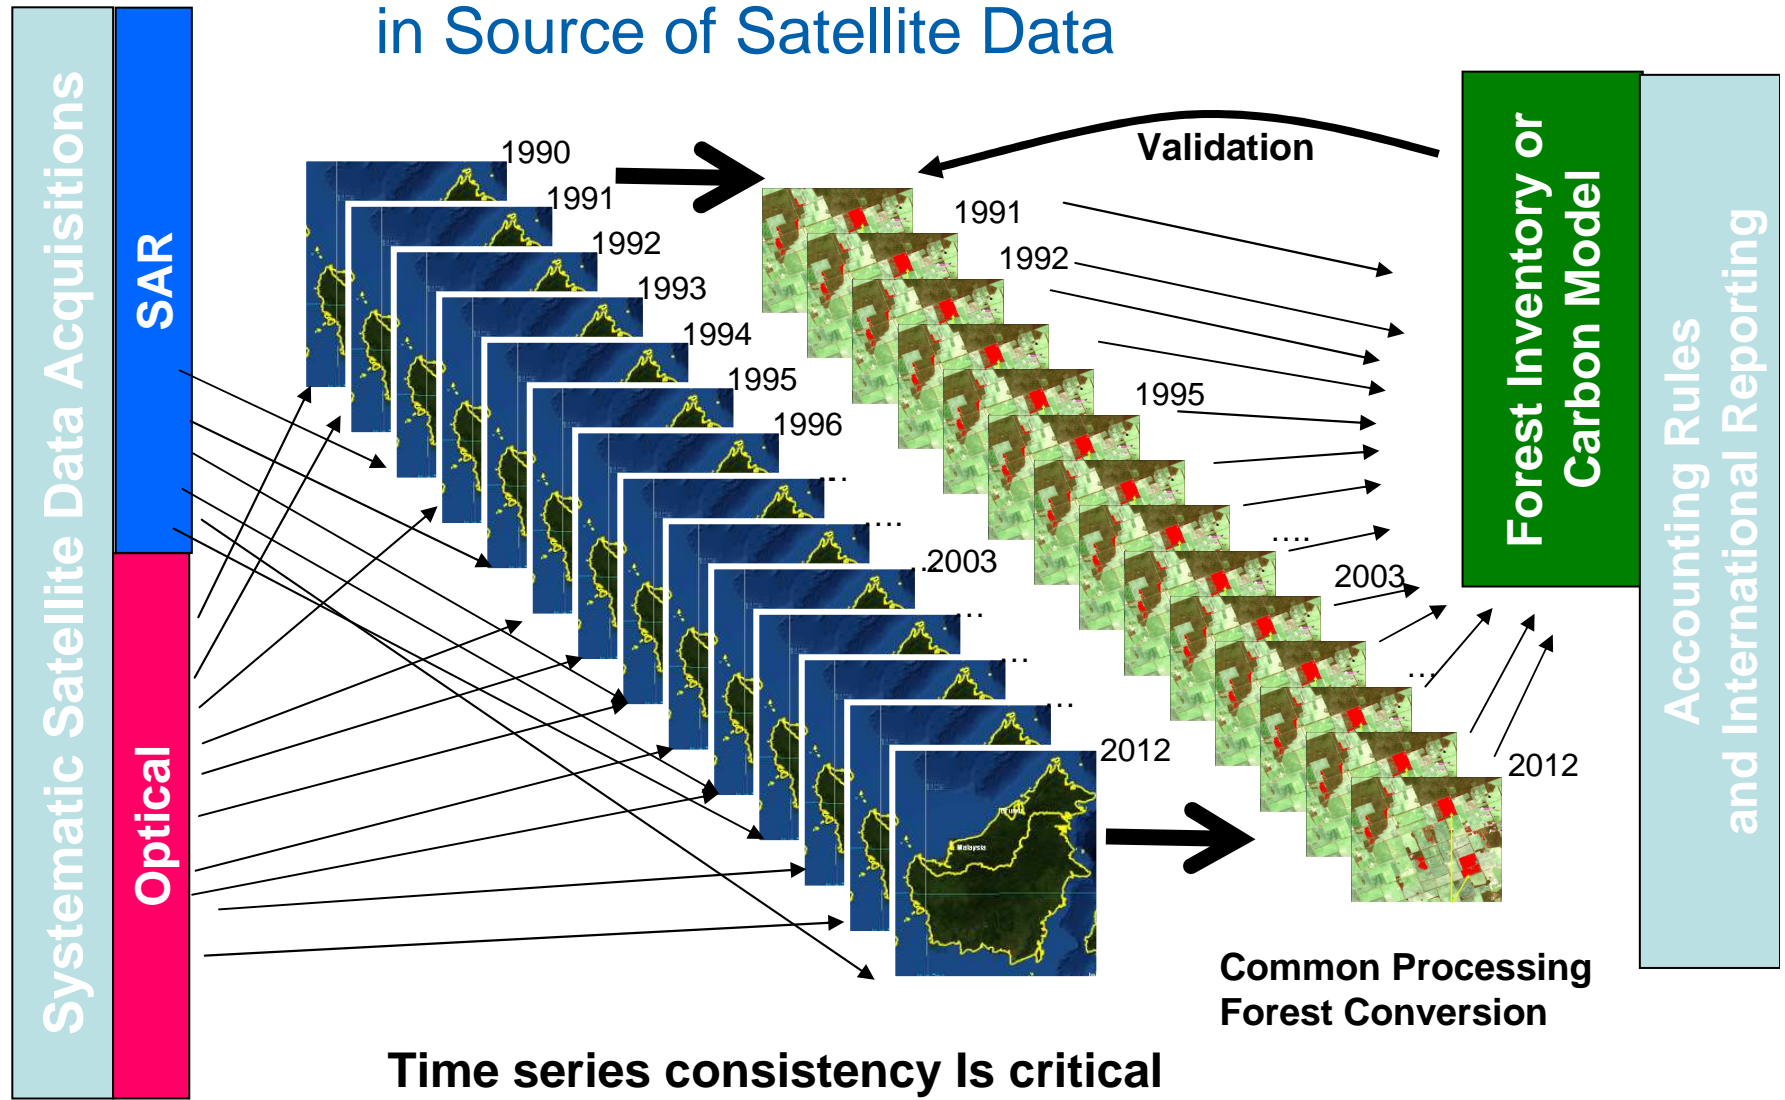 in Source of Satellite Data
Systematic Satellite Data Acquisitions
SAR
Optical
1990
1991
1992
1993
1994
1995
1996
....
....
...2003
...
...
...
2012
Malaysia
Validation
1991
1992
1995
....
2003
...
2012
Forest Inventory or
Carbon Model
Accounting Rules
and International Reporting
Common Processing
Forest Conversion
Time series consistency Is critical